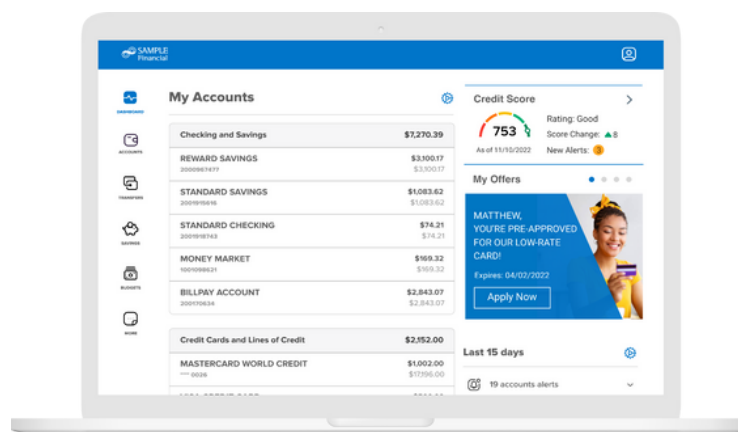 SAMPLE
Financial
DASHBOARD
ACCOUNTS
TRANSFERS
SAVINGS
BUDGETS
MORE
My Accounts
Checking and Savings $7,270.39
REWARD SAVINGS $3,100.17
2000967477 $3,100.17
STANDARD SAVINGS $1,083.62
2001915616 $1,083.62
STANDARD CHECKING $74.21
2001918743 $74.21
MONEY MARKET $169.32
1001098621 $169.32
BILLPAY ACCOUNT $2,843.07
200170634 $2,843.07
Credit Cards and Lines of Credit $2,152.00
MASTERCARD WORLD CREDIT $1,002.00
**** 0026 $17,196.00
Credit Score
753
As of 11/10/2022
Rating: Good
Score Change: 8
New Alerts: 3
My Offers
MATTHEW,
YOU'RE PRE-APPROVED
FOR OUR LOW-RATE
CARD!
Expires: 04/02/2022
Apply Now
Last 15 days
19 accounts alerts